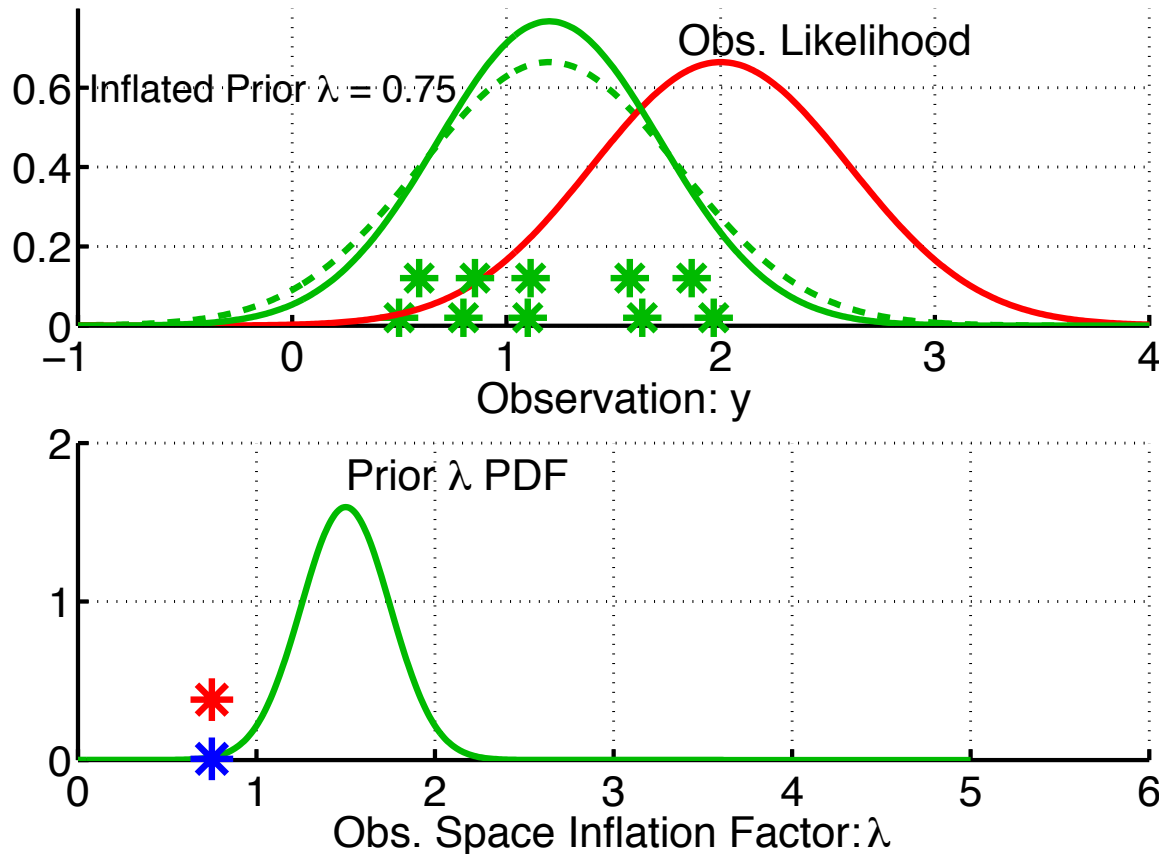 Obs. Likelihood
Inflated Prior λ = 0.75
0.6
0.4
0.2
0
−1 0 1 2 3 4
Observation: y
2
Prior λ PDF
1
0
0 1 2 3 4 5 6
Obs. Space Inflation Factor: λ